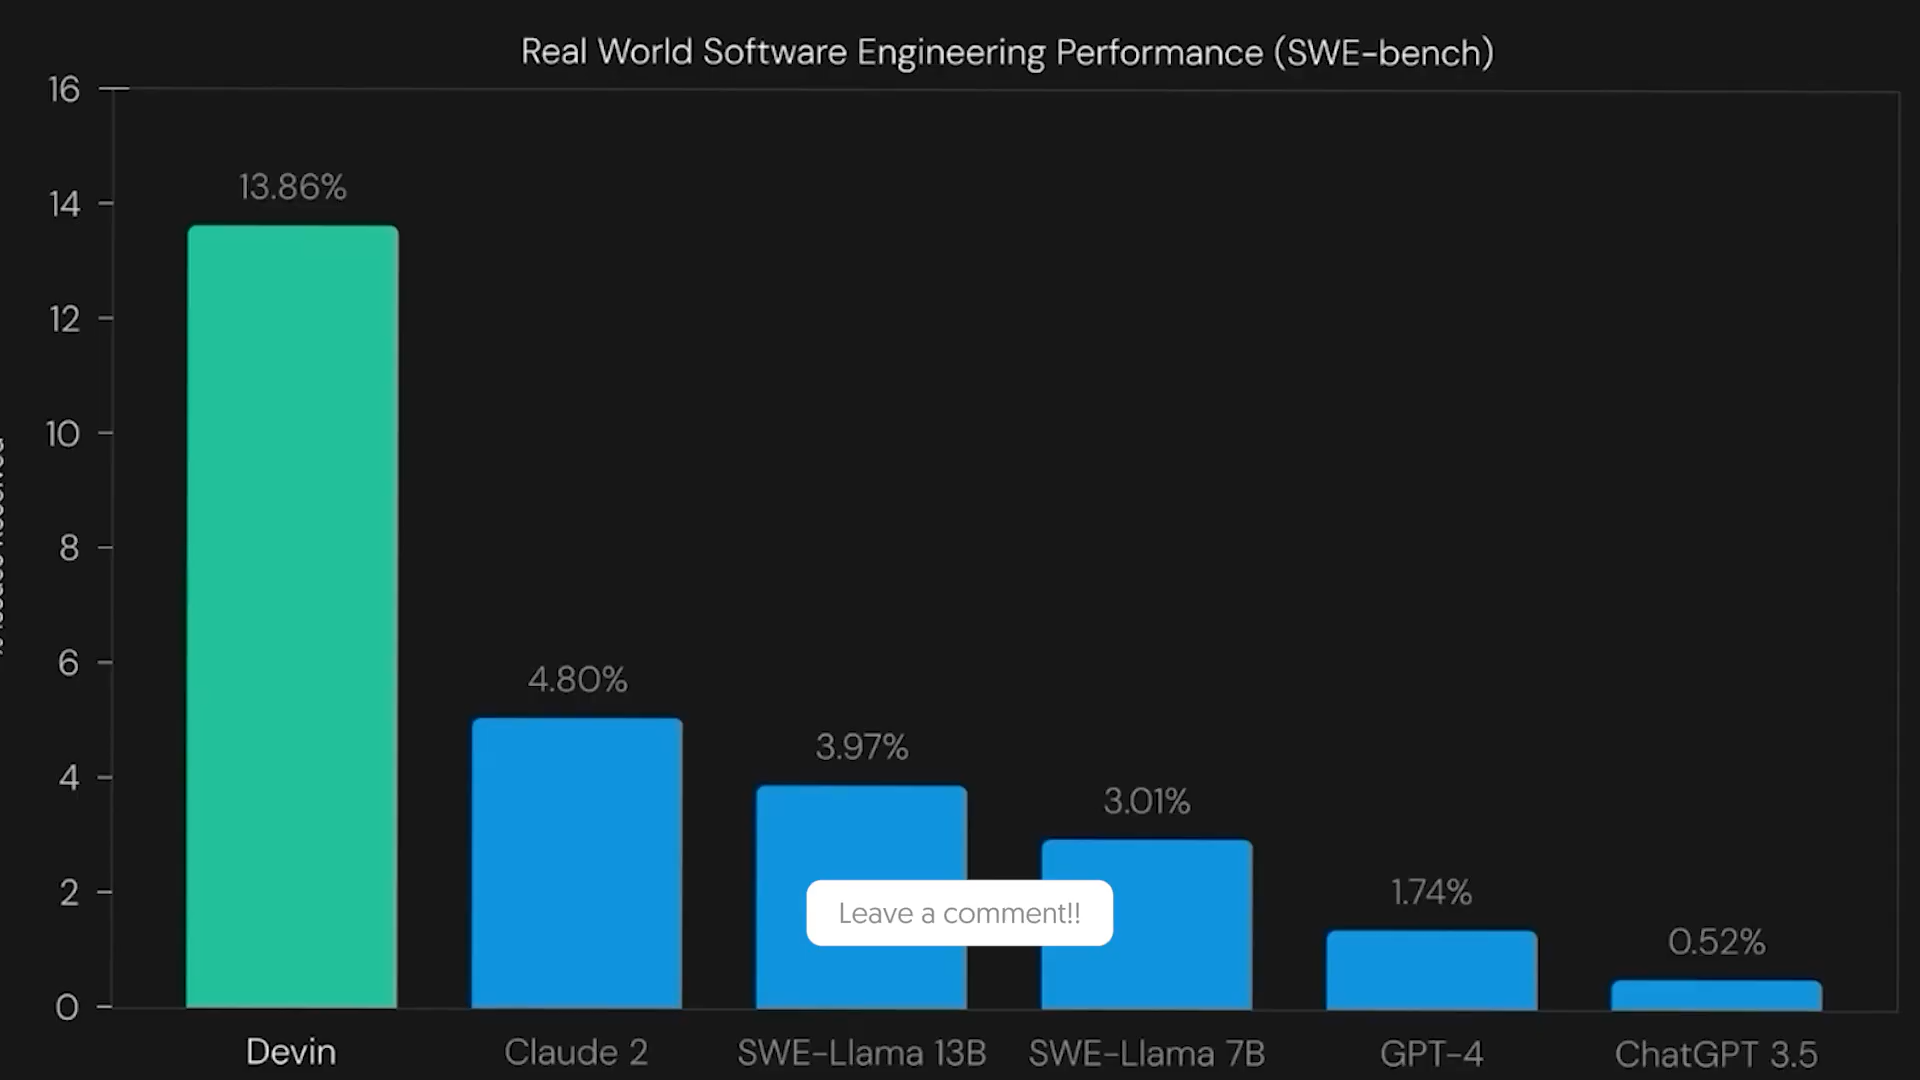 Real World Software Engineering Performance (SWE-bench)
16
14
12
10
8
6
4
2
0
13.86%
4.80%
3.97%
3.01%
1.74%
0.52%
Leave a comment!!
Devin
Claude 2
SWE-Llama 13B
SWE-Llama 7B
GPT-4
ChatGPT 3.5